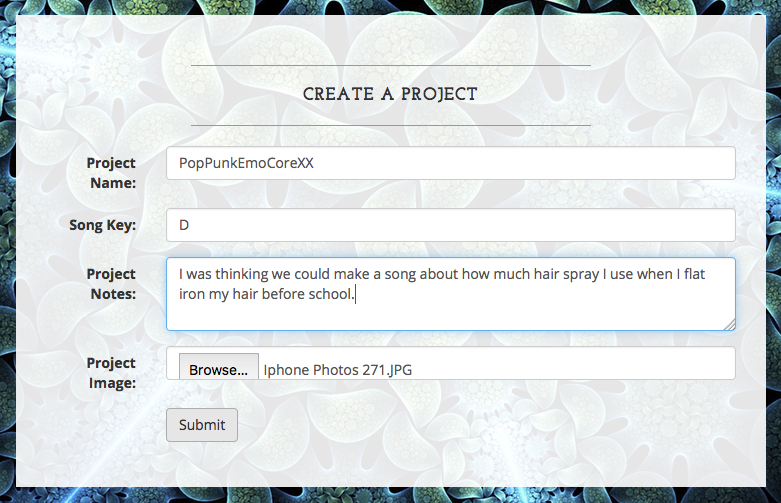 CREATE A PROJECT
Project
Name:
PopPunkEmoCoreXX
Song Key:
D
Project
Notes:
I was thinking we could make a song about how much hair spray I use when I flat
iron my hair before school.
Project
Image:
Browse... Iphone Photos 271.JPG
Submit